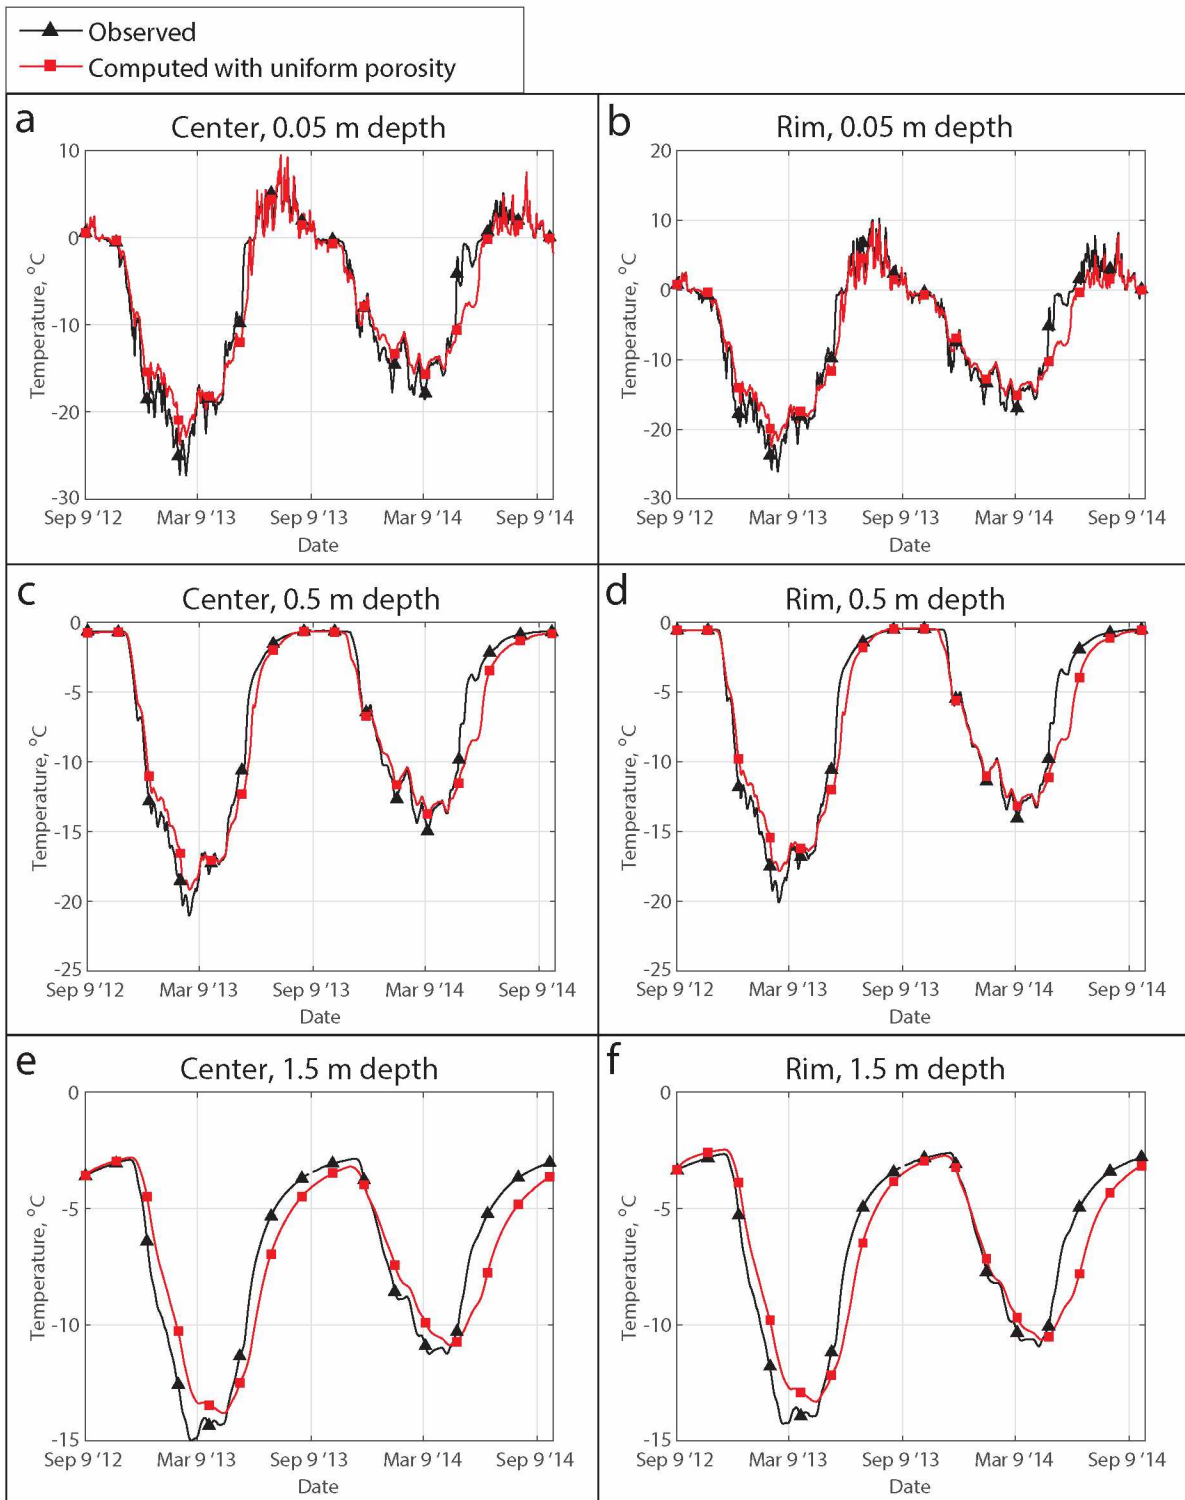 Observed
Computed with uniform porosity
a
Center, 0.05 m depth
10
0
-10
-20
-30
Temperature, °C
Sep 9 '12 Mar 9 '13 Sep 9 '13 Mar 9 '14 Sep 9 '14
Date
b
Rim, 0.05 m depth
20
10
0
-10
-20
-30
Temperature, °C
Sep 9 '12 Mar 9 '13 Sep 9 '13 Mar 9 '14 Sep 9 '14
Date
c
Center, 0.5 m depth
0
-5
-10
-15
-20
-25
Temperature, °C
Sep 9 '12 Mar 9 '13 Sep 9 '13 Mar 9 '14 Sep 9 '14
Date
d
Rim, 0.5 m depth
0
-5
-10
-15
-20
-25
Temperature, °C
Sep 9 '12 Mar 9 '13 Sep 9 '13 Mar 9 '14 Sep 9 '14
Date
e
Center, 1.5 m depth
0
-5
-10
-15
Temperature, °C
Sep 9 '12 Mar 9 '13 Sep 9 '13 Mar 9 '14 Sep 9 '14
Date
f
Rim, 1.5 m depth
0
-5
-10
-15
Temperature, °C
Sep 9 '12 Mar 9 '13 Sep 9 '13 Mar 9 '14 Sep 9 '14
Date